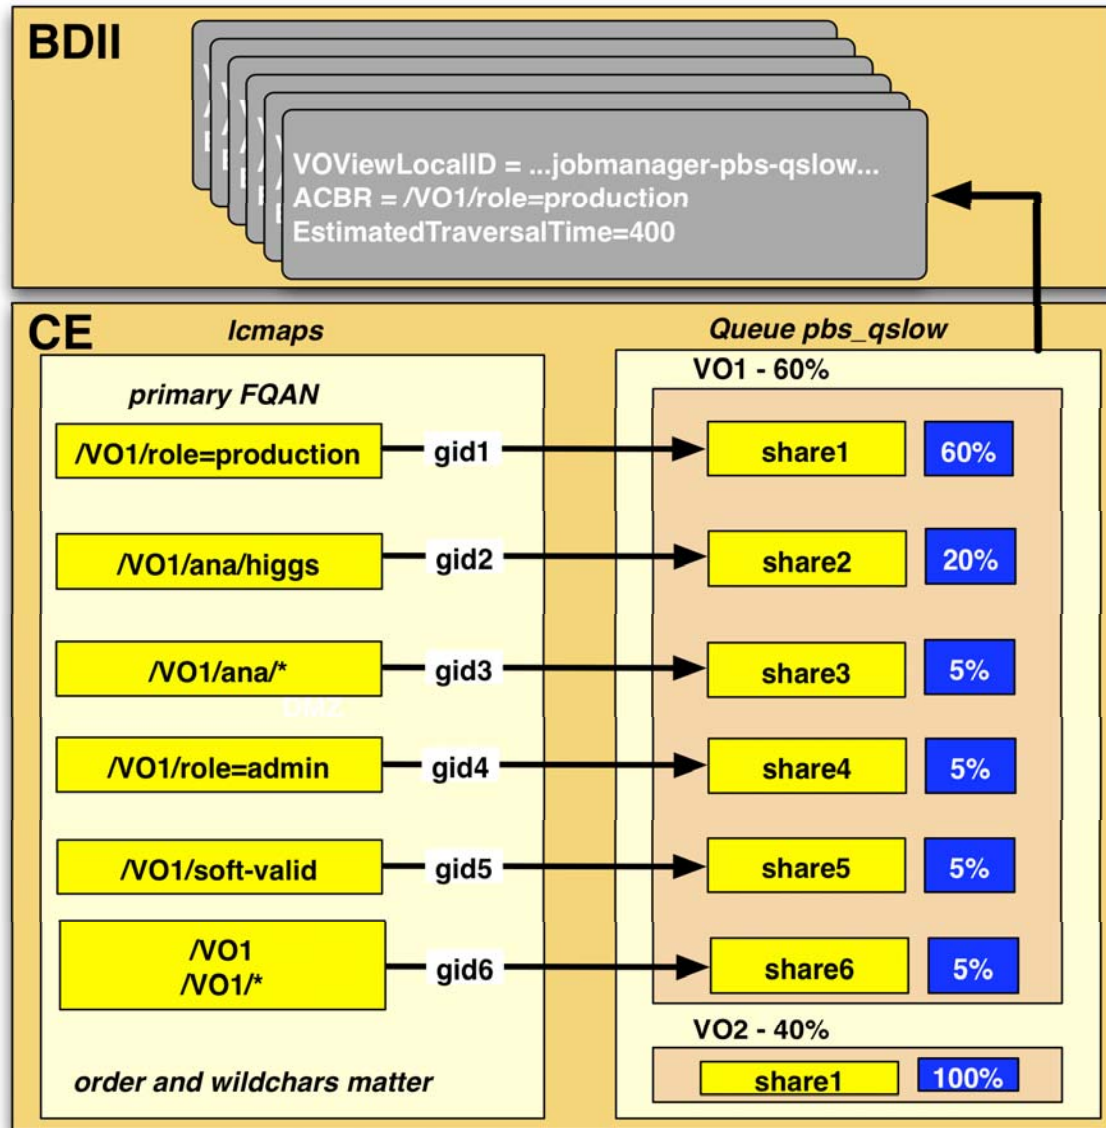 BDII
VOViewLocalID = ...jobmanager-pbs-qslow...
ACBR = /VO1/role=production
EstimatedTraversalTime=400
CE
lcmaps
Queue pbs_qslow
primary FQAN
VO1 - 60%
/VO1/role=production
gid1
share1
60%
/VO1/ana/higgs
gid2
share2
20%
/VO1/ana/*
gid3
share3
5%
DMZ
/VO1/role=admin
gid4
share4
5%
/VO1/soft-valid
gid5
share5
5%
/VO1
/VO1/*
gid6
share6
5%
VO2 - 40%
order and wildchars matter
share1
100%